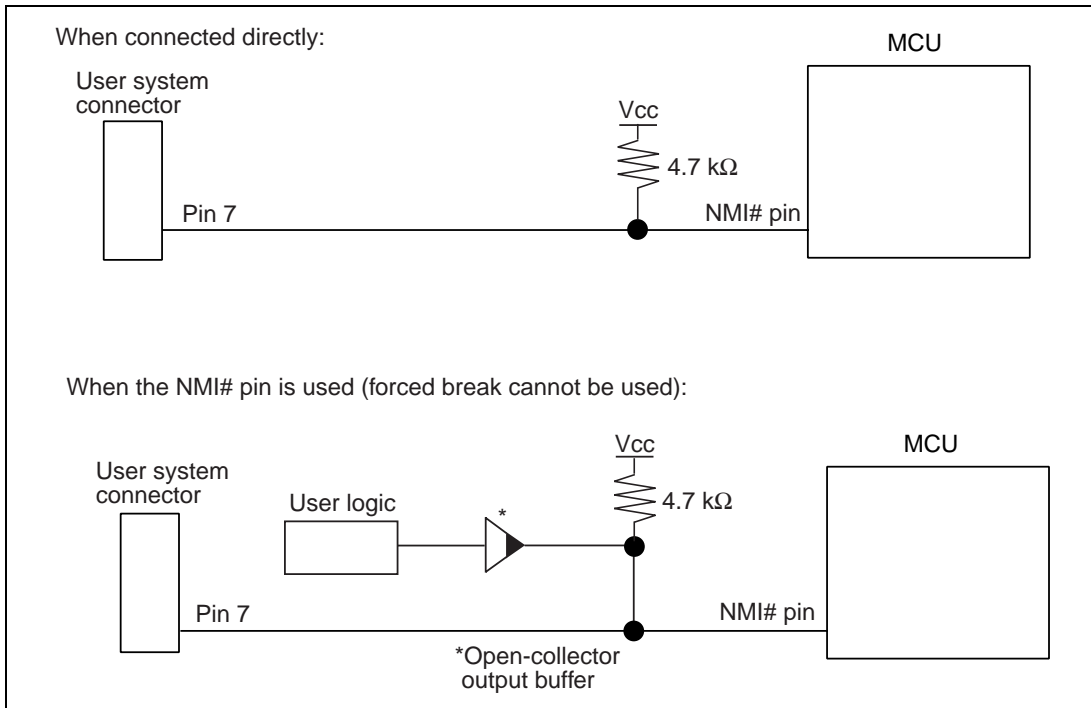 When connected directly:
MCU
User system
connector
Vcc
4.7 kΩ
Pin 7
NMI# pin
When the NMI# pin is used (forced break cannot be used):
MCU
User system
connector
Vcc
User logic
*
4.7 kΩ
Pin 7
NMI# pin
*Open-collector
output buffer